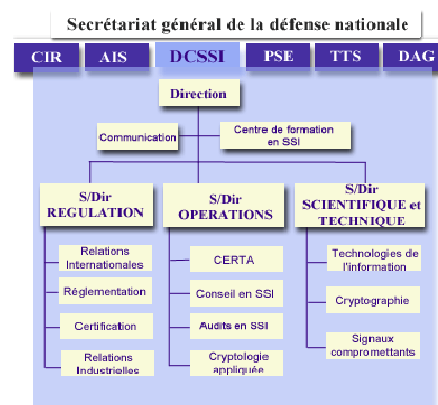 Secrétariat général de la défense nationale
CIR AIS DCSSI PSE TTS DAG
Direction
Communication
Centre de formation
en SSI
S/Dir
REGULATION
S/Dir
OPERATIONS
S/Dir
SCIENTIFIQUE et
TECHNIQUE
Relations
Internationales
Réglementation
Certification
Relations
Industrielles
CERTA
Conseil en SSI
Audits en SSI
Cryptologie
appliquée
Technologies de
l'information
Cryptographie
Signaux
compromettants